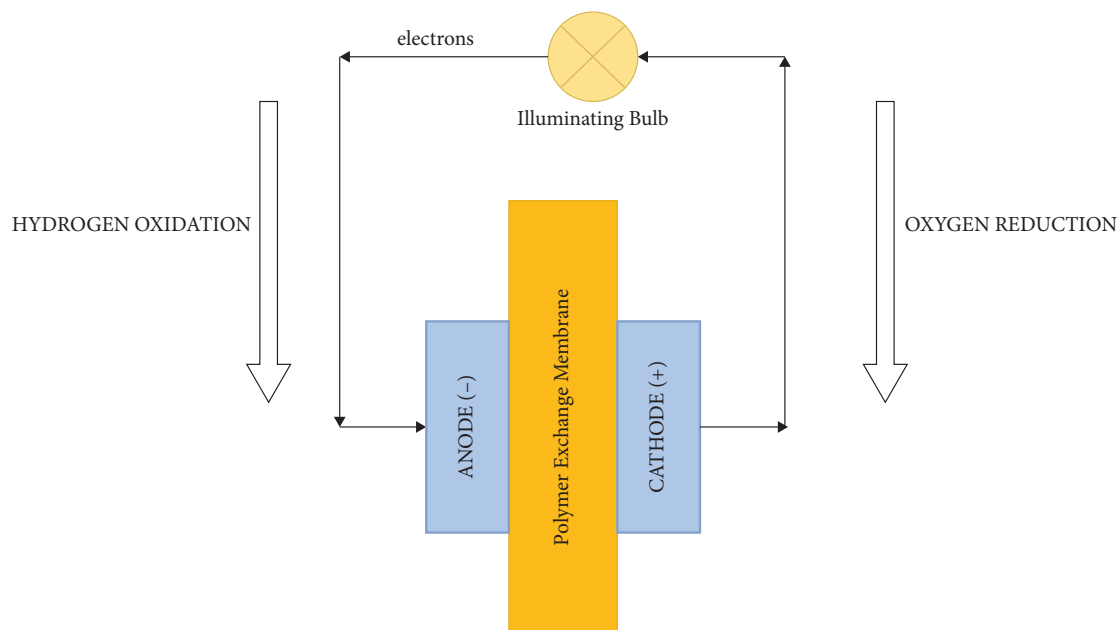 electrons
Illuminating Bulb
HYDROGEN OXIDATION
OXYGEN REDUCTION
ANODE (–)
Polymer Exchange Membrane
CATHODE (+)